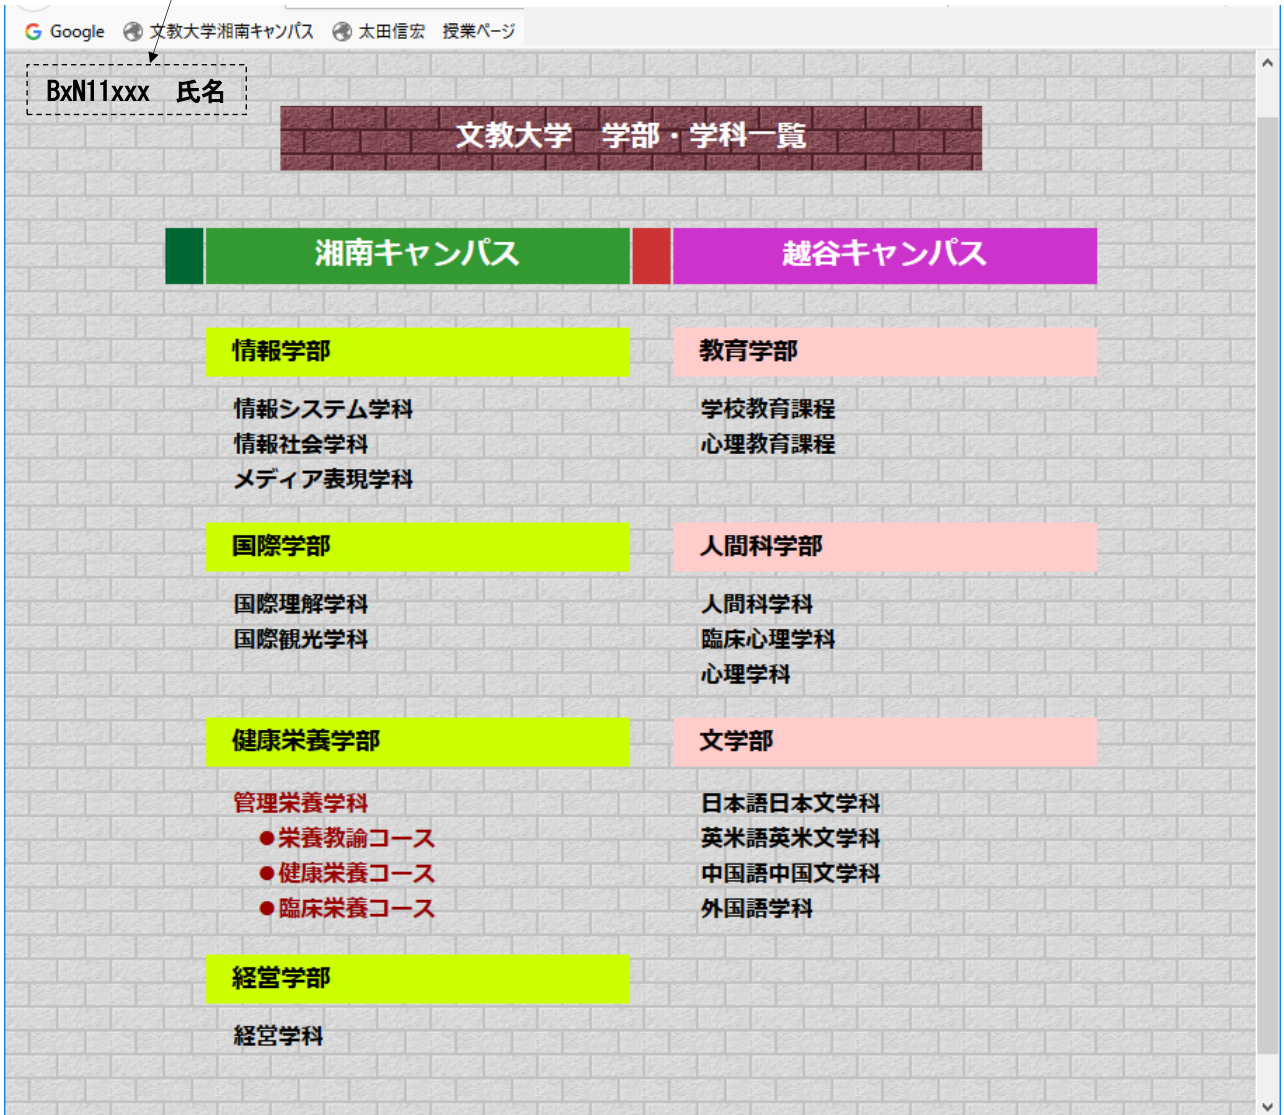 Google 文教大学湘南キャンパス 太田信宏 授業ページ
BxN11xxx 氏名
文教大学 学部・学科一覧
湘南キャンパス
情報学部
情報システム学科
情報社会学科
メディア表現学科
国際学部
国際理解学科
国際観光学科
健康栄養学部
管理栄養学科
●栄養教諭コース
●健康栄養コース
●臨床栄養コース
経営学部
経営学科
越谷キャンパス
教育学部
学校教育課程
心理教育課程
人間科学部
人間科学科
臨床心理学科
心理学科
文学部
日本語日本文学科
英米語英米文学科
中国語中国文学科
外国語学科